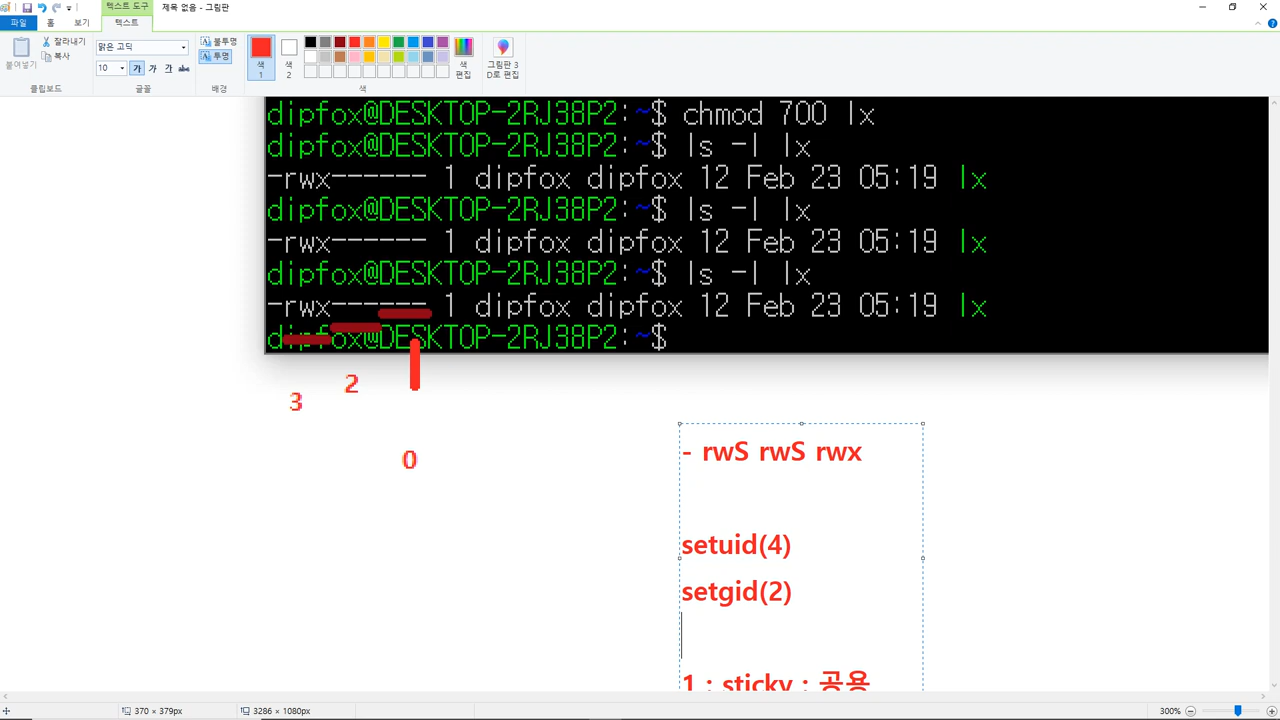 텍스트 도구
제목 없음 - 그림판
파일
홈
보기
텍스트
붙여넣기
잘라내기
복사
클립보드
맑은 고딕
10
가 가 가 abc
글꼴
불투명
투명
배경
색
1
색
2
색
편집
색
그림판 3
D로 편집
dipfox@DESKTOP-2RJ38P2:~$ chmod 700 lx
dipfox@DESKTOP-2RJ38P2:~$ ls -l lx
-rwx------ 1 dipfox dipfox 12 Feb 23 05:19 lx
dipfox@DESKTOP-2RJ38P2:~$ ls -l lx
-rwx------ 1 dipfox dipfox 12 Feb 23 05:19 lx
dipfox@DESKTOP-2RJ38P2:~$ ls -l lx
-rwx------ 1 dipfox dipfox 12 Feb 23 05:19 lx
dipfox@DESKTOP-2RJ38P2:~$
3
2
0
- rwS rwS rwx
setuid(4)
setgid(2)
1 : sticky : 공용
370 × 379px
3286 × 1080px
300%